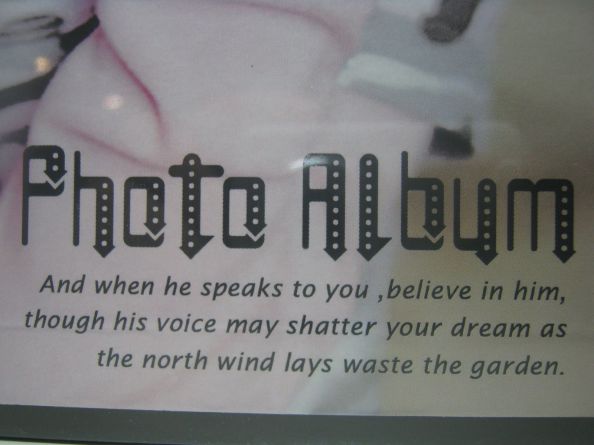 Photo Album
And when he speaks to you ,believe in him,
though his voice may shatter your dream as
the north wind lays waste the garden.